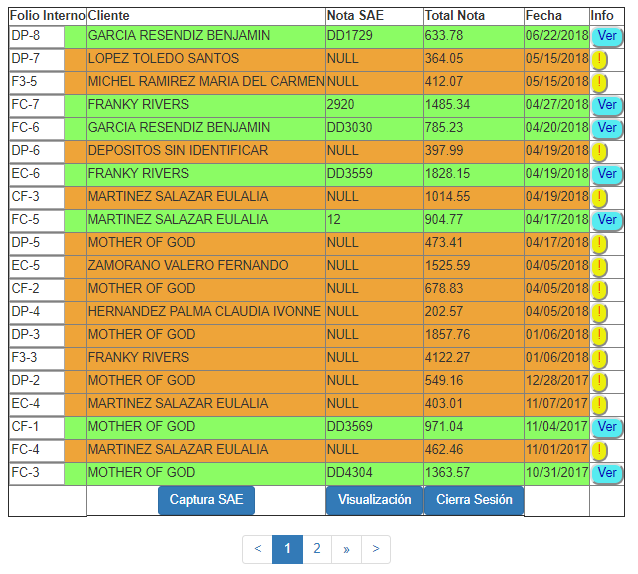 Folio Interno Cliente Nota SAE Total Nota Fecha Info
DP-8 GARCIA RESENDIZ BENJAMIN DD1729 633.78 06/22/2018 Ver
DP-7 LOPEZ TOLEDO SANTOS NULL 364.05 05/15/2018 !
F3-5 MICHEL RAMIREZ MARIA DEL CARMEN NULL 412.07 05/15/2018 !
FC-7 FRANKY RIVERS 2920 1485.34 04/27/2018 Ver
FC-6 GARCIA RESENDIZ BENJAMIN DD3030 785.23 04/20/2018 Ver
DP-6 DEPOSITOS SIN IDENTIFICAR NULL 397.99 04/19/2018 !
EC-6 FRANKY RIVERS DD3559 1828.15 04/19/2018 Ver
CF-3 MARTINEZ SALAZAR EULALIA NULL 1014.55 04/19/2018 !
FC-5 MARTINEZ SALAZAR EULALIA 12 904.77 04/17/2018 Ver
DP-5 MOTHER OF GOD NULL 473.41 04/17/2018 !
EC-5 ZAMORANO VALERO FERNANDO NULL 1525.59 04/05/2018 !
CF-2 MOTHER OF GOD NULL 678.83 04/05/2018 !
DP-4 HERNANDEZ PALMA CLAUDIA IVONNE NULL 202.57 04/05/2018 !
DP-3 MOTHER OF GOD NULL 1857.76 01/06/2018 !
F3-3 FRANKY RIVERS NULL 4122.27 01/06/2018 !
DP-2 MOTHER OF GOD NULL 549.16 12/28/2017 !
EC-4 MARTINEZ SALAZAR EULALIA NULL 403.01 11/07/2017 !
CF-1 MOTHER OF GOD DD3569 971.04 11/04/2017 Ver
FC-4 MARTINEZ SALAZAR EULALIA NULL 462.46 11/01/2017 !
FC-3 MOTHER OF GOD DD4304 1363.57 10/31/2017 Ver
Captura SAE Visualización Cierra Sesión
< 1 2 » >